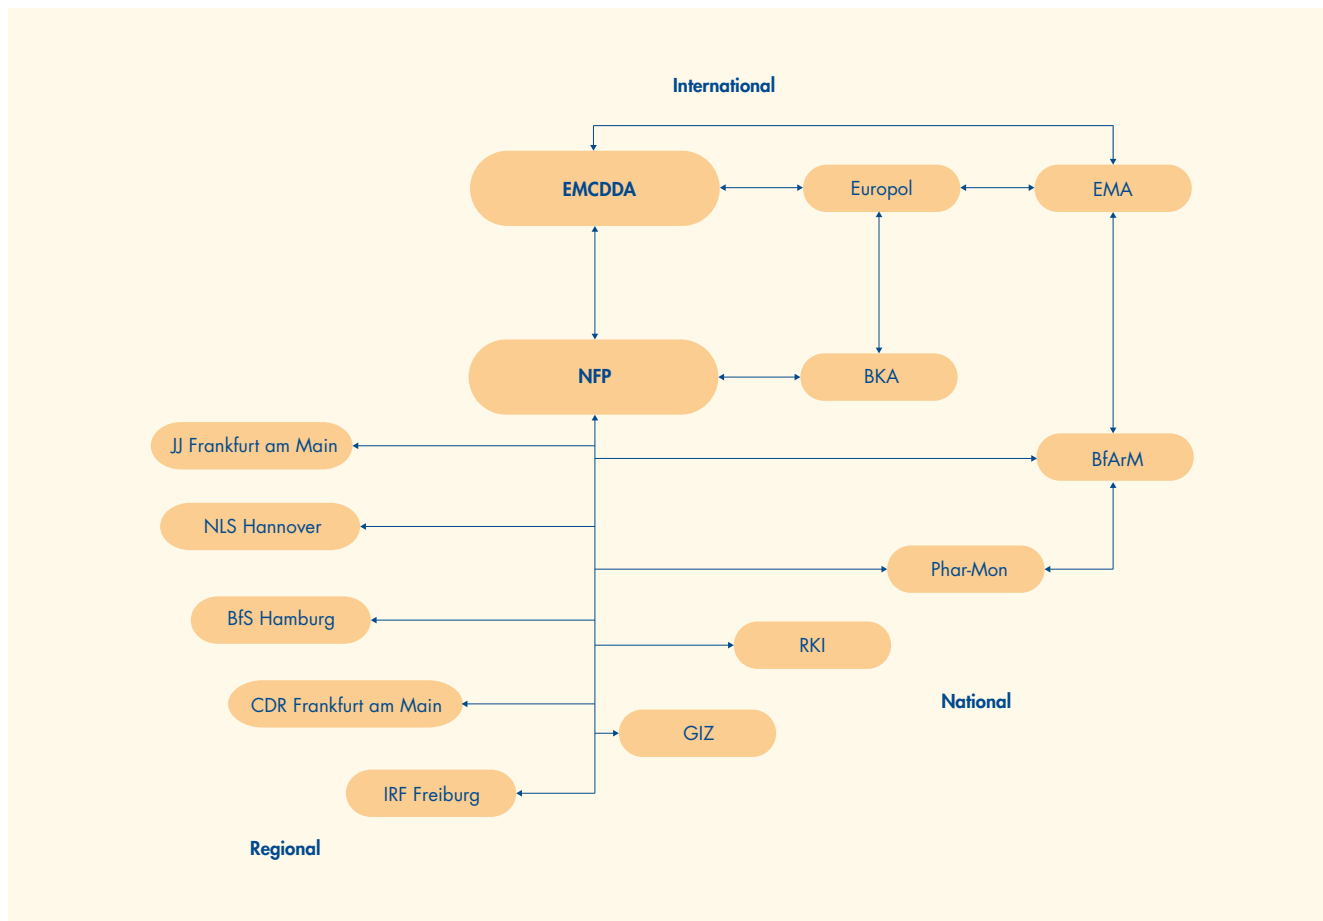 International
EMCDDA
Europol
EMA
NFP
BKA
JJ Frankfurt am Main
BfArM
NLS Hannover
Phar-Mon
BfS Hamburg
RKI
CDR Frankfurt am Main
National
GIZ
IRF Freiburg
Regional